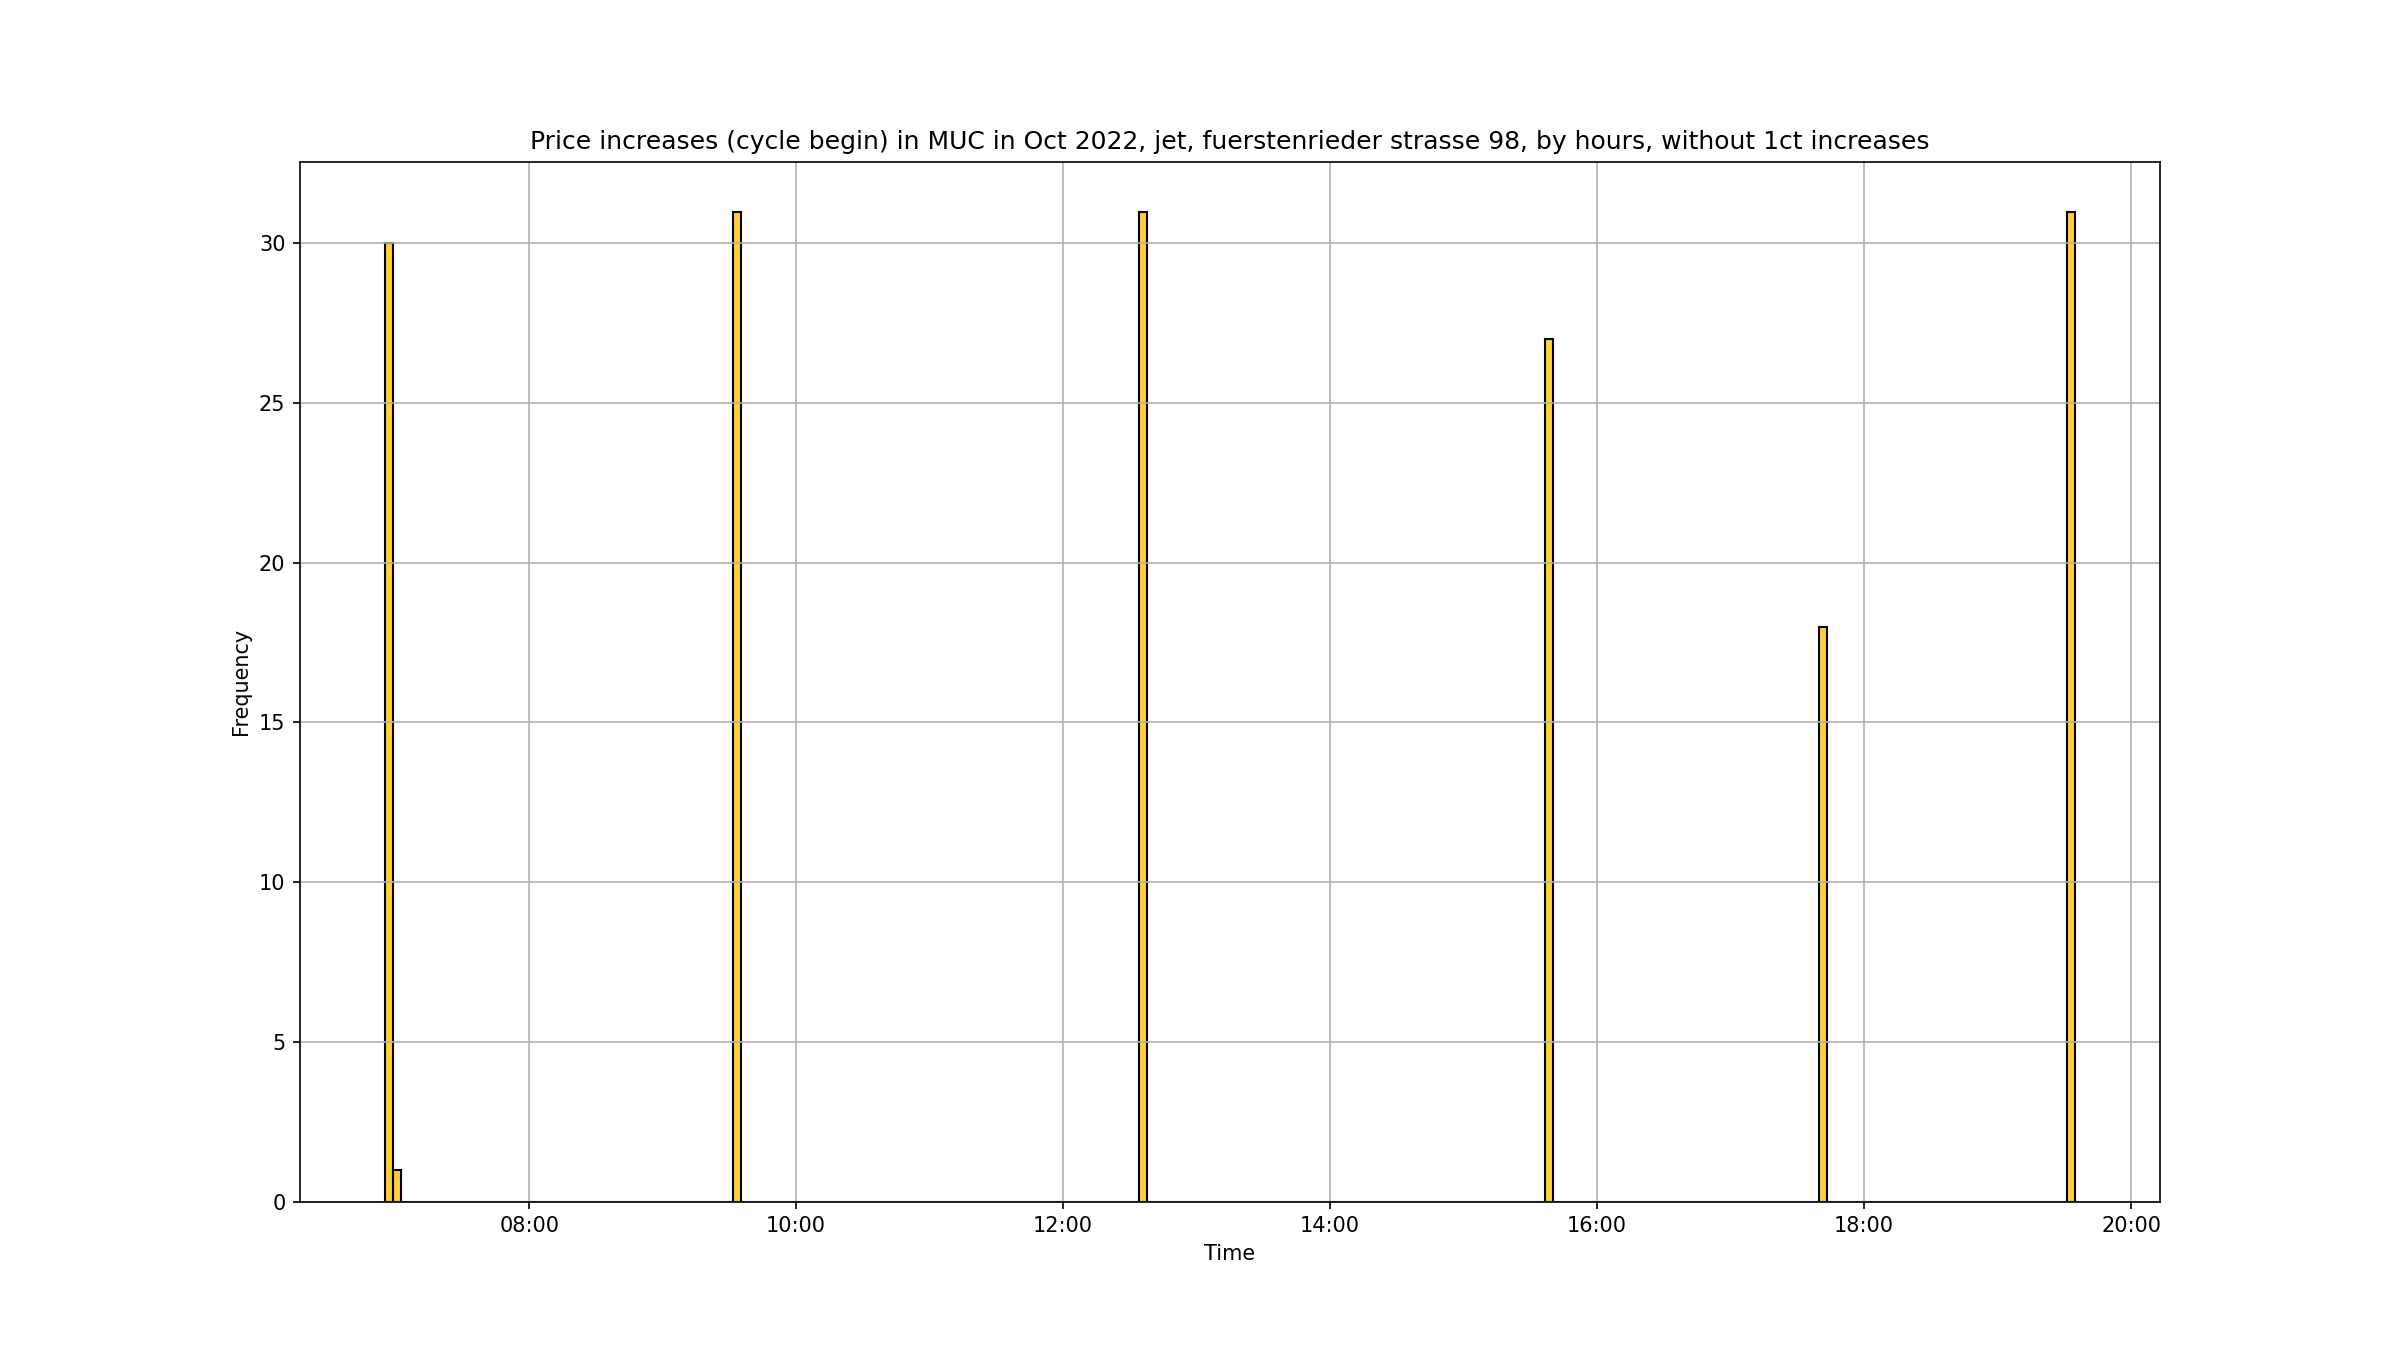 Price increases (cycle begin) in MUC in Oct 2022, jet, fuerstenrieder strasse 98, by hours, without 1ct increases
30
25
20
15
10
5
0
Frequency
08:00 10:00 12:00 14:00 16:00 18:00 20:00
Time